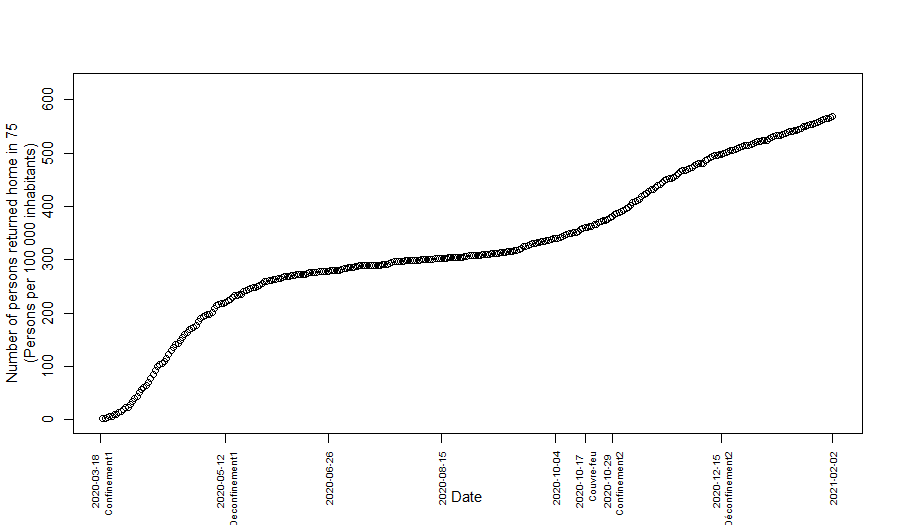 Number of persons returned home in 75
(Persons per 100 000 inhabitants)
600
500
400
300
200
100
0
2020-03-18
Confinement1
2020-05-12
Deconfinement1
2020-06-26
2020-08-15
2020-10-04
2020-10-17
Couvre-feu
2020-10-29
Confinement2
2020-12-15
Déconfinement2
2021-02-02
Date